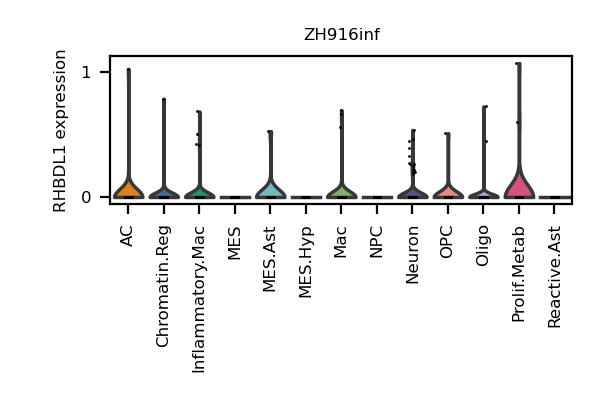 ZH916inf
RHBDL1 expression
1
0
AC
Chromatin.Reg
Inflammatory.Mac
MES
MES.Ast
MES.Hyp
Mac
NPC
Neuron
OPC
Oligo
Prolif.Metab
Reactive.Ast